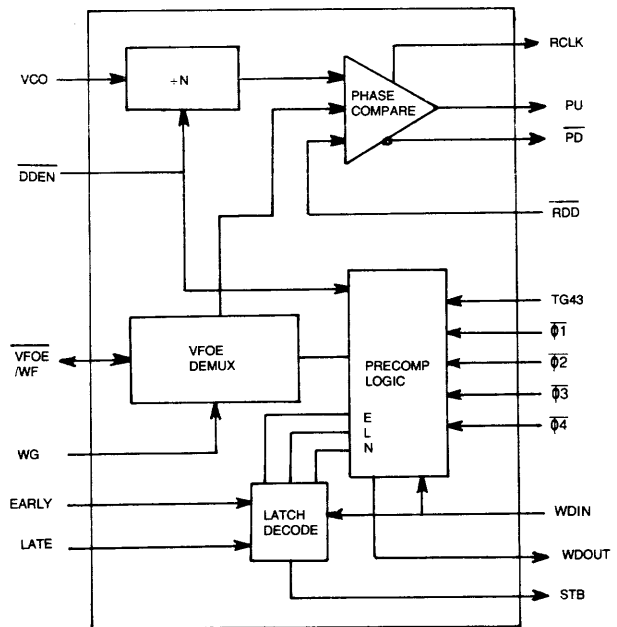 RCLK
VCO
÷N
PHASE
COMPARE
PU
PD
DDEN
RDD
TG43
VFOE
/WF
VFOE
DEMUX
PRECOMP
LOGIC
Φ1
Φ2
Φ3
Φ4
E
L
N
WG
EARLY
LATE
LATCH
DECODE
WDIN
WDOUT
STB